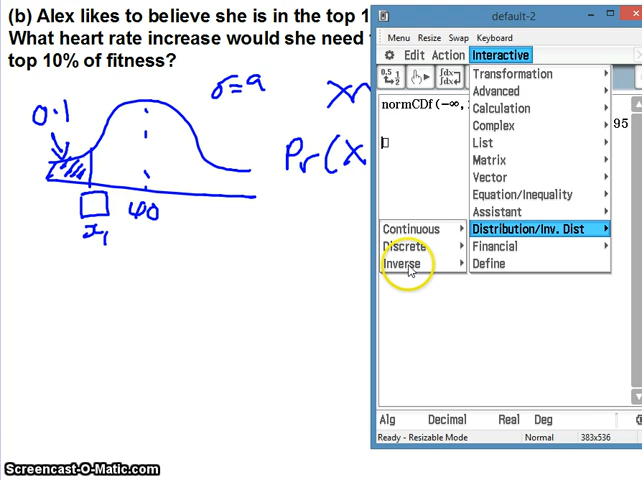 (b) Alex likes to believe she is in the top 1
What heart rate increase would she need
top 10% of fitness?
0.1
σ=9
Pr(X
40
x₁
default-2
Menu Resize Swap Keyboard
Edit Action Interactive
normCDf(-∞,
95
Transformation
Advanced
Calculation
Complex
List
Matrix
Vector
Equation/Inequality
Assistant
Distribution/Inv. Dist
Financial
Define
Continuous
Discrete
Inverse
Alg Decimal Real Deg
Ready - Resizable Mode Normal 383x536
Screencast-O-Matic.com